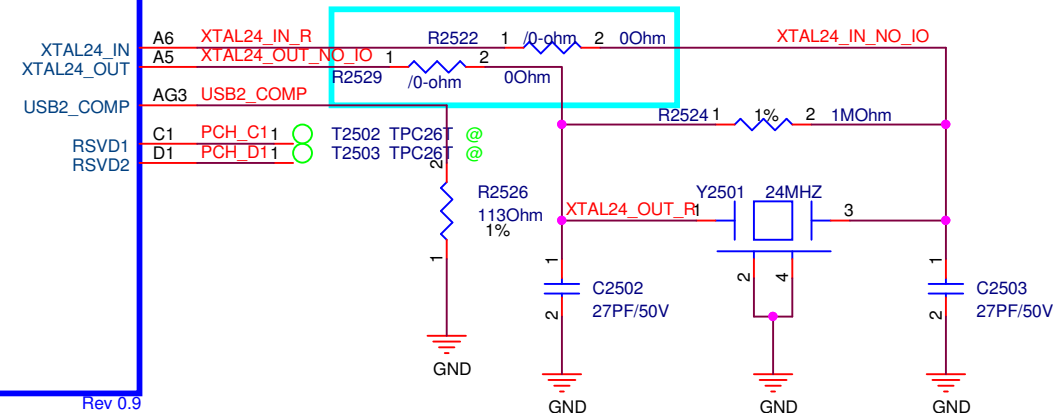 XTAL24_IN A6 XTAL24_IN_R R2522 1 /0-ohm 2 0Ohm XTAL24_IN_NO_IO
XTAL24_OUT A5 XTAL24_OUT_NO_IO 1 2
R2529 /0-ohm 0Ohm
USB2_COMP AG3 USB2_COMP
R2524 1 1% 2 1MOhm
RSVD1 C1 PCH_C1 1 T2502 TPC26T @
RSVD2 D1 PCH_D1 1 T2503 TPC26T @
2
R2526
113Ohm
1%
1
GND
Y2501 24MHZ
XTAL24_OUT_R 1 3
2 4
GND
1
C2502
27PF/50V
2
GND
1
C2503
27PF/50V
2
GND
Rev 0.9